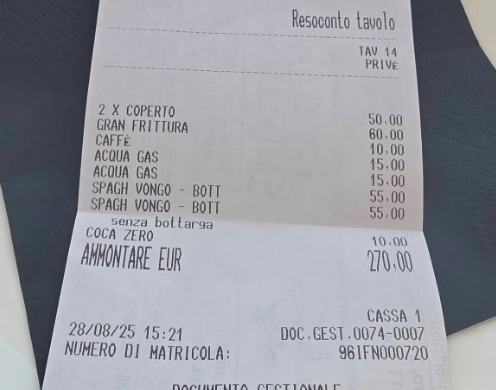 Resoconto tavolo
TAV 14
PRIVÈ
2 X COPERTO 50.00
GRAN FRITTURA 60.00
CAFFÈ 10.00
ACQUA GAS 15.00
ACQUA GAS 15.00
SPAGH VONGO - BOTT 55.00
SPAGH VONGO - BOTT 55.00
senza bottarga
COCA ZERO 10.00
AMMONTARE EUR 270,00
CASSA 1
28/08/25 15:21 DOC.GEST.0074-0007
NUMERO DI MATRICOLA: 96IFN000720
DOCUMENTO GESTIONALE